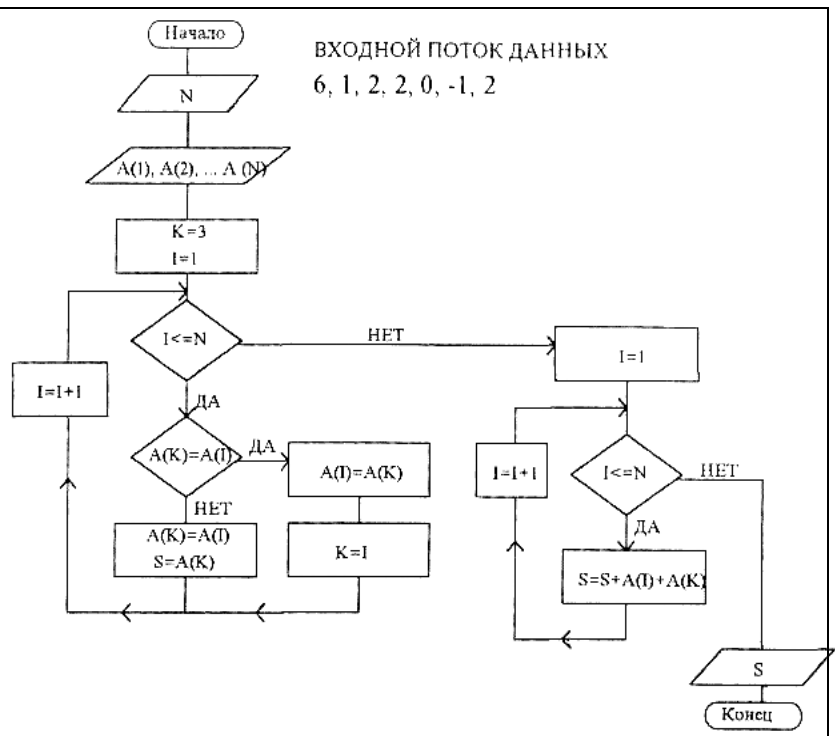 Начало
ВХОДНОЙ ПОТОК ДАННЫХ
6, 1, 2, 2, 0, -1, 2
N
A(1), A(2), ... A (N)
K=3
I=1
I<=N
НЕТ
I=1
I=I+1
ДА
A(K)=A(I)
ДА
A(I)=A(K)
I=I+1
I<=N
НЕТ
НЕТ
A(K)=A(I)
S=A(K)
K=I
ДА
S=S+A(I)+A(K)
S
Конец